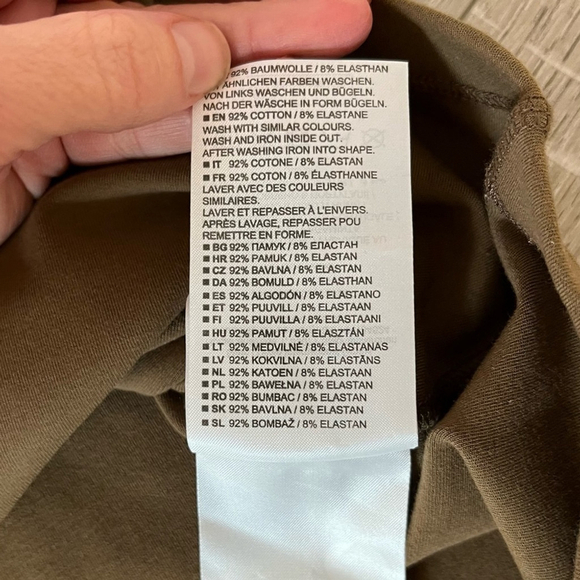 92% BAUMWOLLE / 8% ELASTHAN
ÄHNLICHEN FARBEN WASCHEN.
VON LINKS WASCHEN UND BÜGELN.
NACH DER WÄSCHE IN FORM BÜGELN.
■ EN 92% COTTON / 8% ELASTANE
WASH WITH SIMILAR COLOURS.
WASH AND IRON INSIDE OUT.
AFTER WASHING IRON INTO SHAPE.
■ IT 92% COTONE / 8% ELASTAN
■ FR 92% COTON / 8% ÉLASTHANNE
LAVER AVEC DES COULEURS
SIMILAIRES.
LAVER ET REPASSER À L'ENVERS.
APRÈS LAVAGE, REPASSER POU
REMETTRE EN FORME.
■ BG 92% ПАМУК / 8% ЕЛАСТАН
■ HR 92% PAMUK / 8% ELASTAN
■ CZ 92% BAVLNA / 8% ELASTAN
■ DA 92% BOMULD / 8% ELASTHAN
■ ES 92% ALGODÓN / 8% ELASTANO
■ ET 92% PUUVILL / 8% ELASTAAN
■ FI 92% PUUVILLA / 8% ELASTAANI
■ HU 92% PAMUT / 8% ELASZTÁN
■ LT 92% MEDVILNĖ / 8% ELASTANAS
■ LV 92% KOKVILNA / 8% ELASTĀNS
■ NL 92% KATOEN / 8% ELASTAAN
■ PL 92% BAWEŁNA / 8% ELASTAN
■ RO 92% BUMBAC / 8% ELASTAN
■ SK 92% BAVLNA / 8% ELASTAN
■ SL 92% BOMBAŽ / 8% ELASTAN